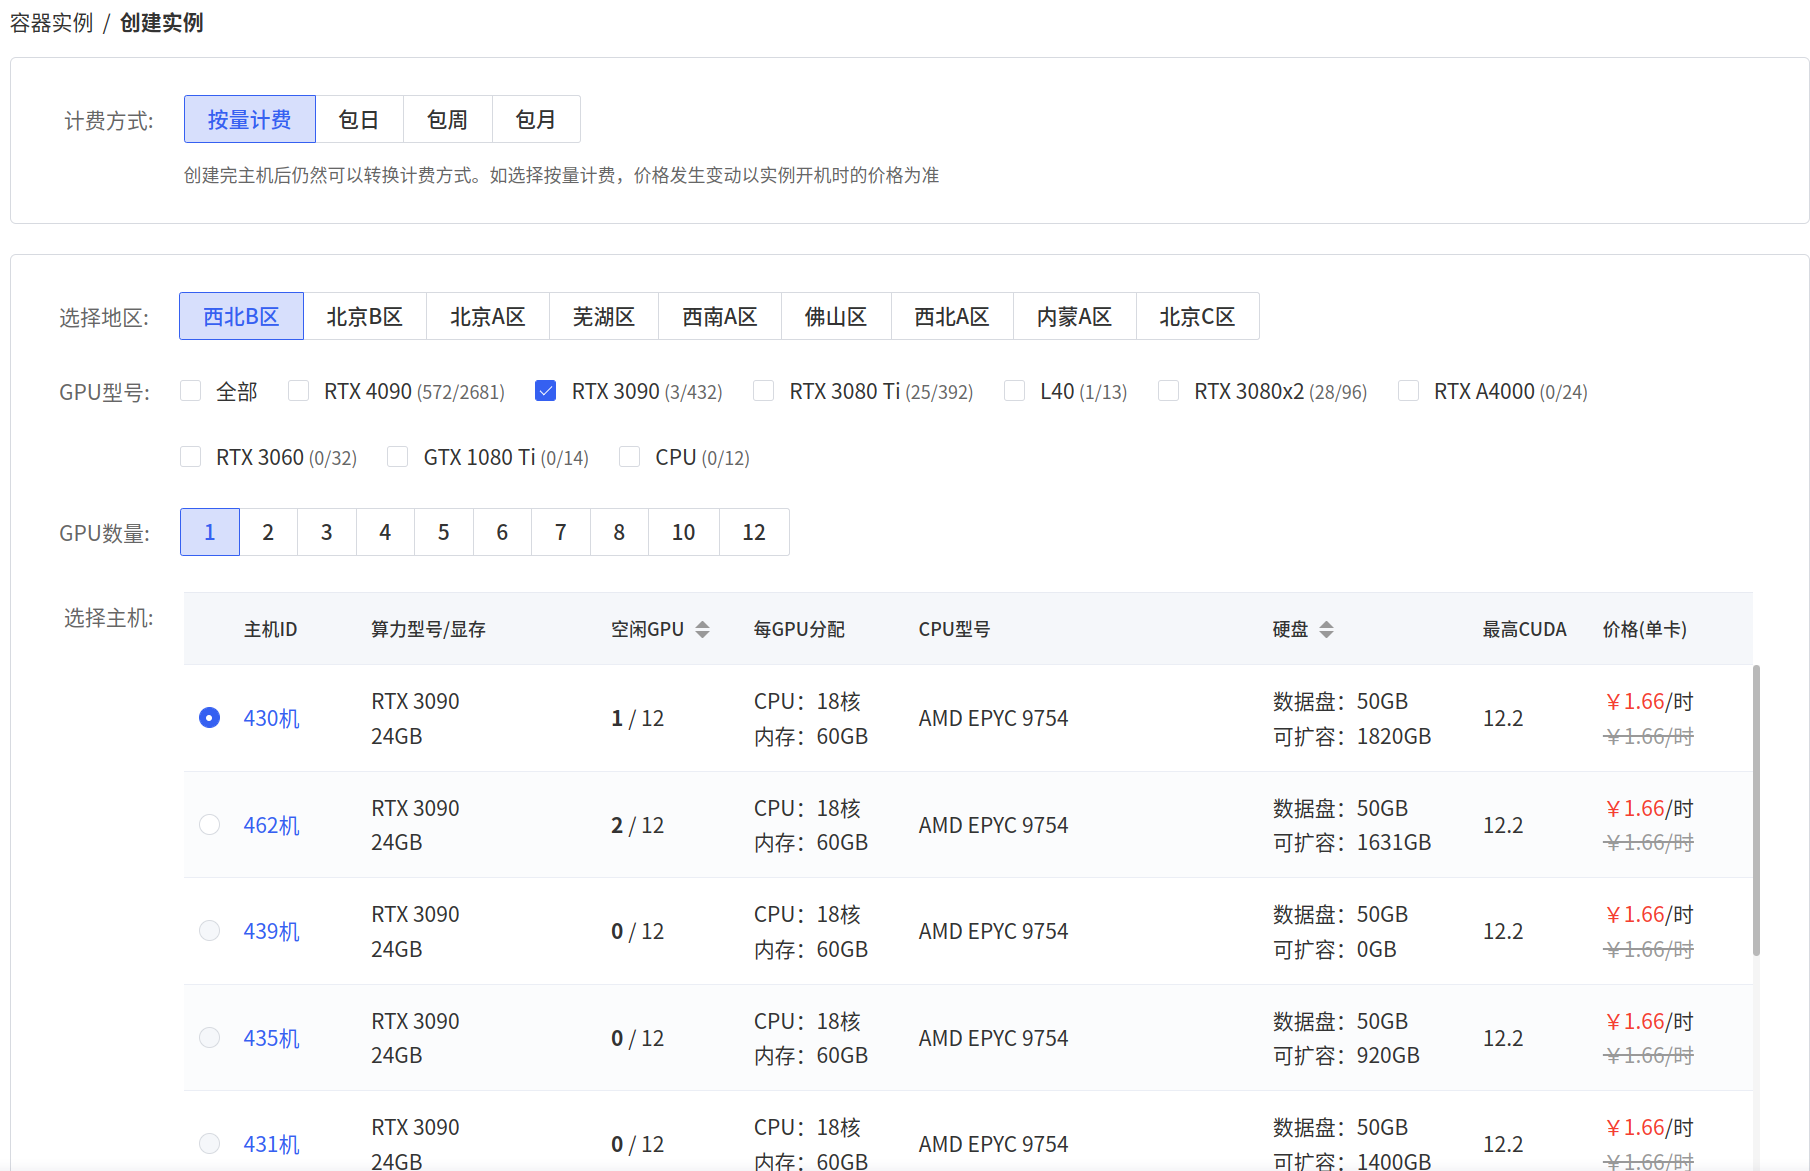 容器实例 / 创建实例
计费方式: 按量计费 包日 包周 包月
创建完主机后仍然可以转换计费方式。如选择按量计费，价格发生变动以实例开机时的价格为准
选择地区: 西北B区 北京B区 北京A区 芜湖区 西南A区 佛山区 西北A区 内蒙A区 北京C区
GPU型号: 全部 RTX 4090 (572/2681) RTX 3090 (3/432) RTX 3080 Ti (25/392) L40 (1/13) RTX 3080x2 (28/96) RTX A4000 (0/24)
RTX 3060 (0/32) GTX 1080 Ti (0/14) CPU (0/12)
GPU数量: 1 2 3 4 5 6 7 8 10 12
选择主机:
主机ID 算力型号/显存 空闲GPU 每GPU分配 CPU型号 硬盘 最高CUDA 价格(单卡)
RTX 3090 CPU：18核 数据盘：50GB ￥1.66/时
430机 1 / 12 AMD EPYC 9754 12.2
24GB 内存：60GB 可扩容：1820GB ￥1.66/时
RTX 3090 CPU：18核 数据盘：50GB ￥1.66/时
462机 2 / 12 AMD EPYC 9754 12.2
24GB 内存：60GB 可扩容：1631GB ￥1.66/时
RTX 3090 CPU：18核 数据盘：50GB ￥1.66/时
439机 0 / 12 AMD EPYC 9754 12.2
24GB 内存：60GB 可扩容：0GB ￥1.66/时
RTX 3090 CPU：18核 数据盘：50GB ￥1.66/时
435机 0 / 12 AMD EPYC 9754 12.2
24GB 内存：60GB 可扩容：920GB ￥1.66/时
RTX 3090 CPU：18核 数据盘：50GB ￥1.66/时
431机 0 / 12 AMD EPYC 9754 12.2
24GB 内存：60GB 可扩容：1400GB ￥1.66/时